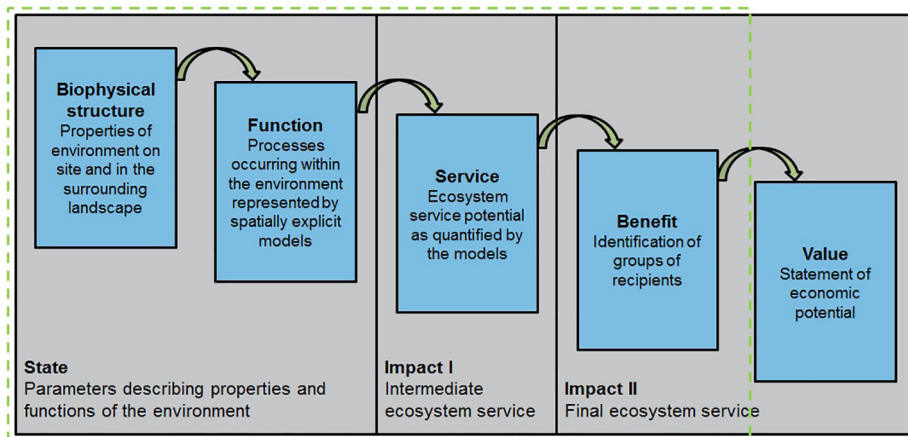 Biophysical
structure
Properties of
environment on
site and in the
surrounding
landscape
Function
Processes
occurring within
the environment
represented by
spatially explicit
models
Service
Ecosystem
service potential
as quantified by
the models
Benefit
Identification of
groups of
recipients
Value
Statement of
economic
potential
State
Parameters describing properties and
functions of the environment
Impact I
Intermediate
ecosystem service
Impact II
Final ecosystem service